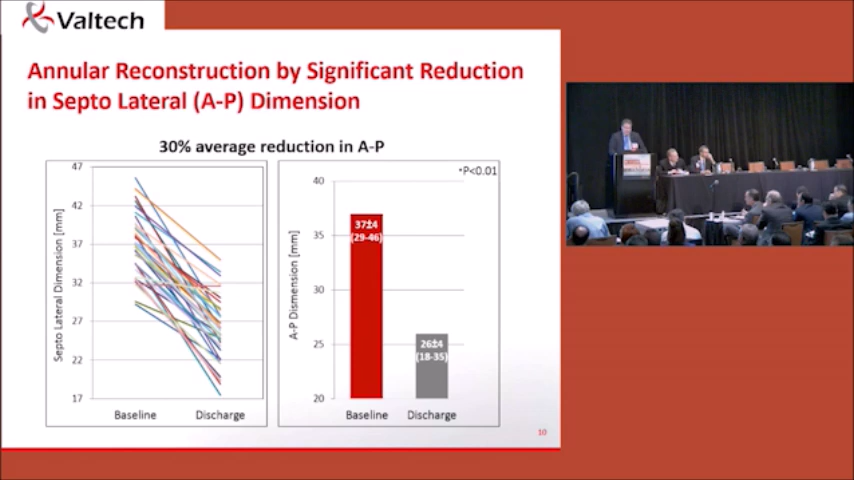 Valtech
Annular Reconstruction by Significant Reduction
in Septo Lateral (A-P) Dimension
30% average reduction in A-P
Septo Lateral Dimension [mm]
47
42
37
32
27
22
17
Baseline
Discharge
*P<0.01
A-P Dismension [mm]
40
35
30
25
20
37±4
(29-46)
26±4
(18-35)
Baseline
Discharge
10